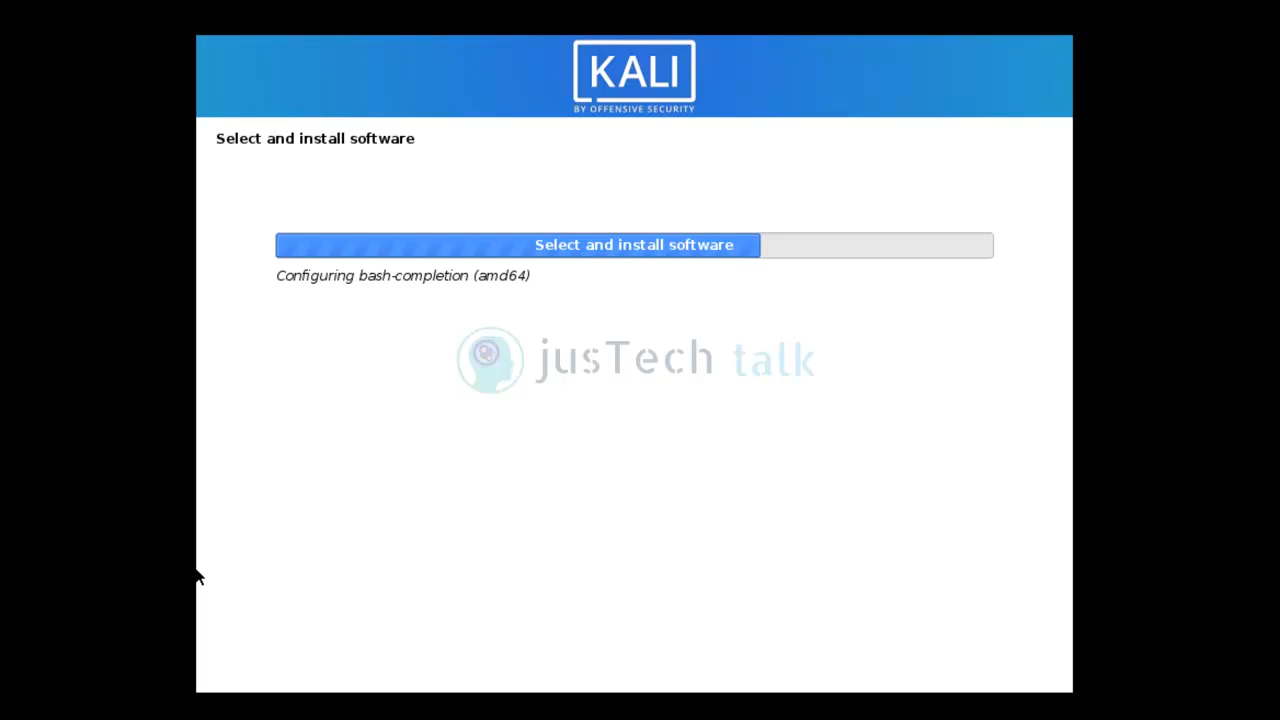 KALI
BY OFFENSIVE SECURITY
Select and install software
Select and install software
Configuring bash-completion (amd64)
jusTech talk